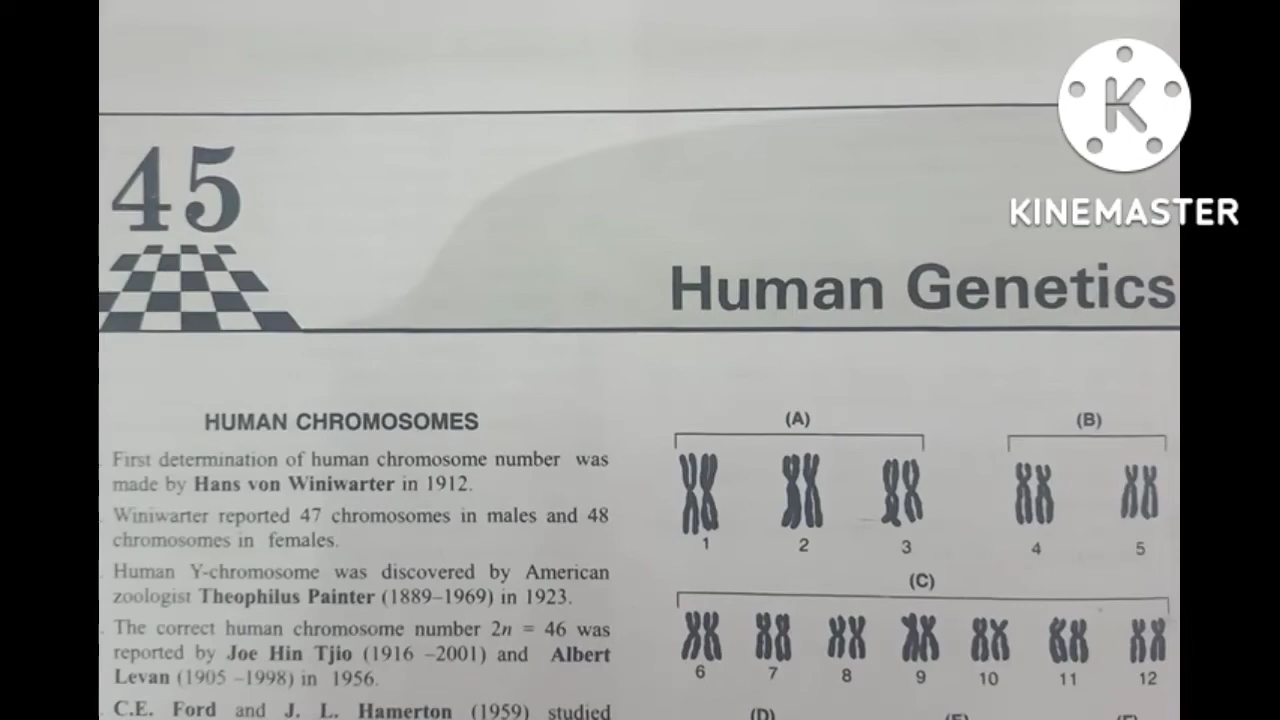 45
K
KINEMASTER
Human Genetics
HUMAN CHROMOSOMES
First determination of human chromosome number was
made by Hans von Winiwarter in 1912.
Winiwarter reported 47 chromosomes in males and 48
chromosomes in females.
Human Y-chromosome was discovered by American
zoologist Theophilus Painter (1889–1969) in 1923.
The correct human chromosome number 2n = 46 was
reported by Joe Hin Tjio (1916 –2001) and Albert
Levan (1905 –1998) in 1956.
C.E. Ford and J. L. Hamerton (1959) studied
(A) (B)
1 2 3 4 5
(C)
6 7 8 9 10 11 12
(D) (E) (F)